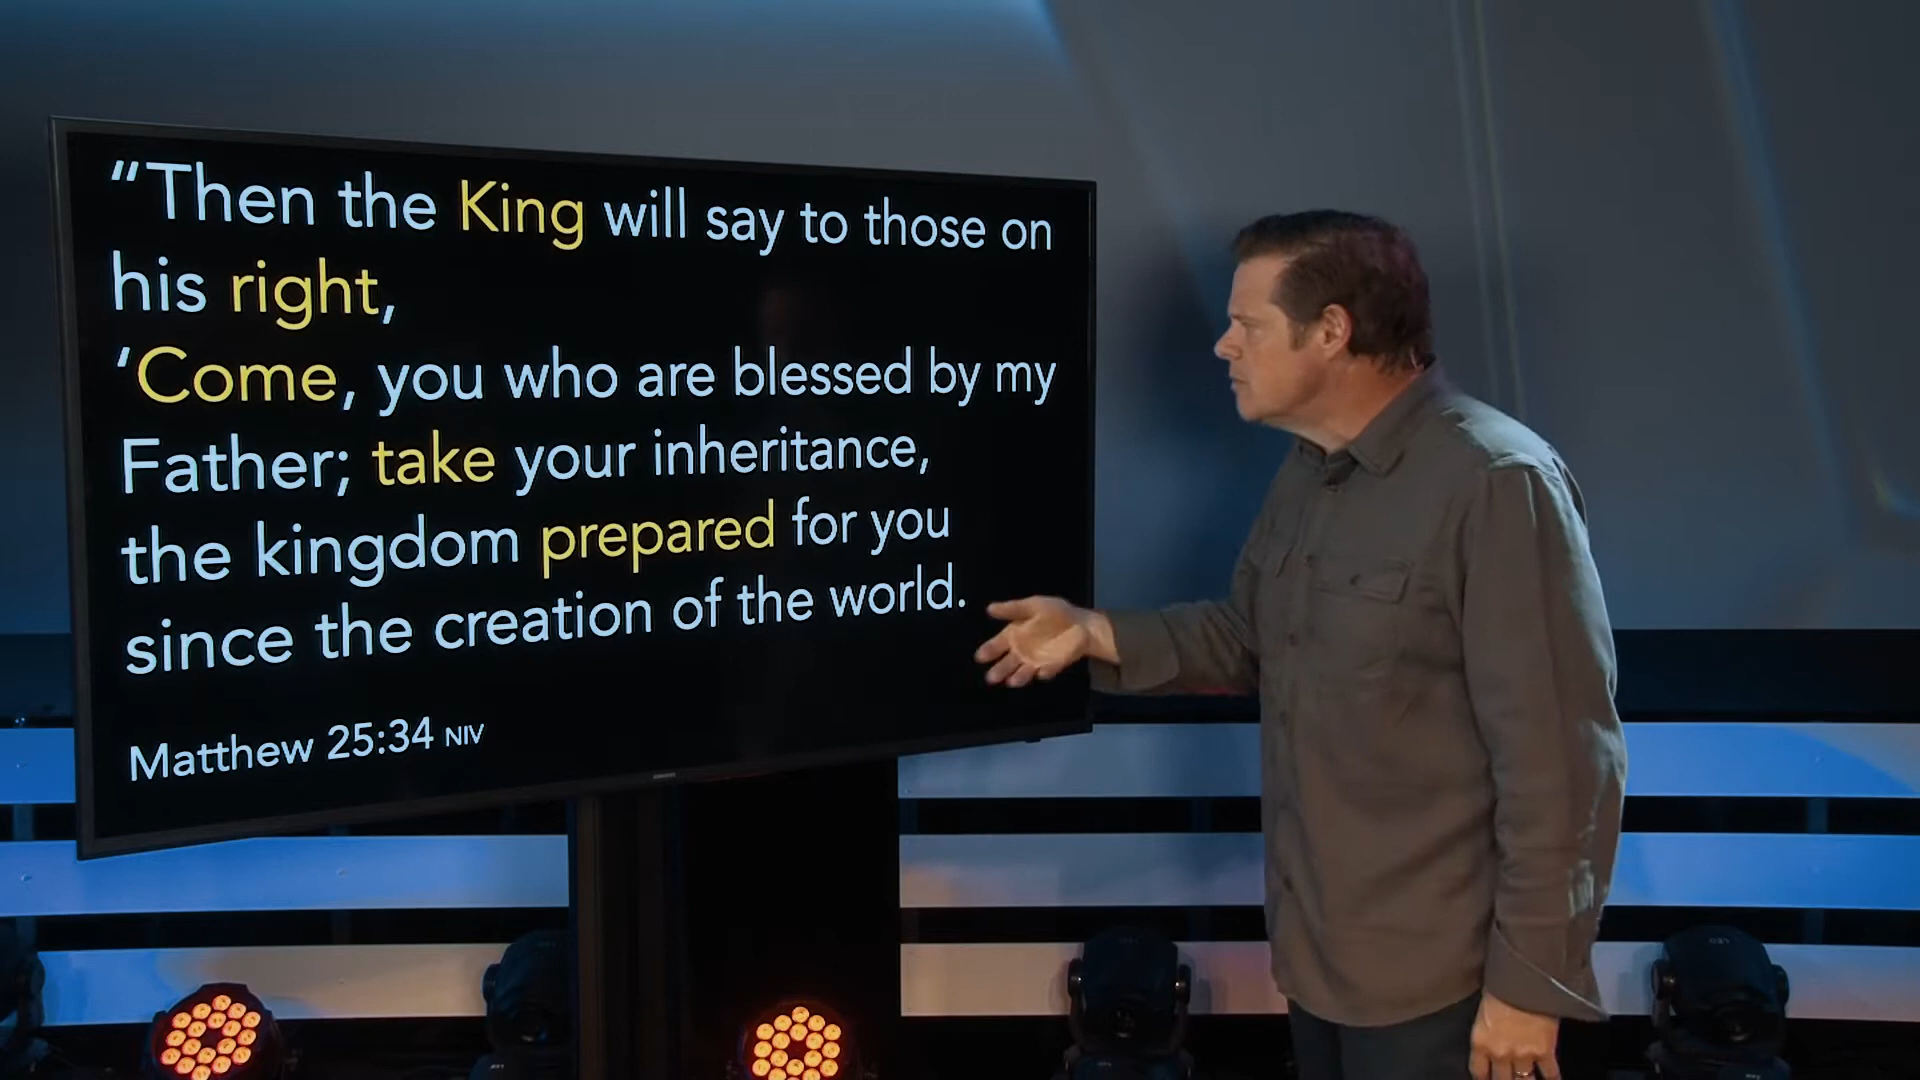 “Then the King will say to those on
his right,
‘Come, you who are blessed by my
Father; take your inheritance,
the kingdom prepared for you
since the creation of the world.
Matthew 25:34 NIV